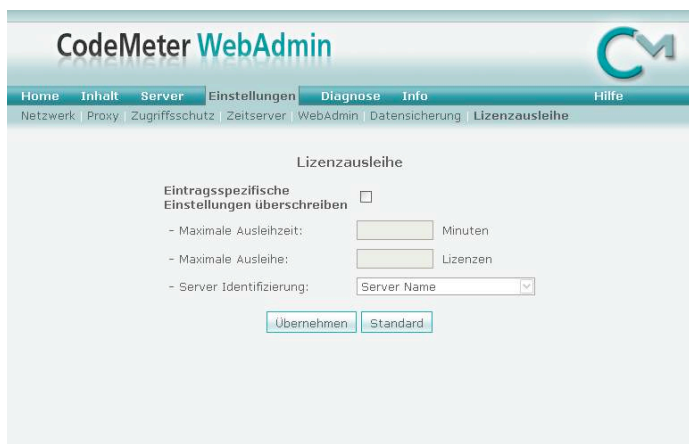 CodeMeter WebAdmin
CM
Home Inhalt Server Einstellungen Diagnose Info Hilfe
Netzwerk | Proxy | Zugriffsschutz | Zeitserver | WebAdmin | Datensicherung | Lizenzausleihe
Lizenzausleihe
Eintragsspezifische
Einstellungen überschreiben
- Maximale Ausleihzeit: Minuten
- Maximale Ausleihe: Lizenzen
- Server Identifizierung: Server Name
Übernehmen Standard